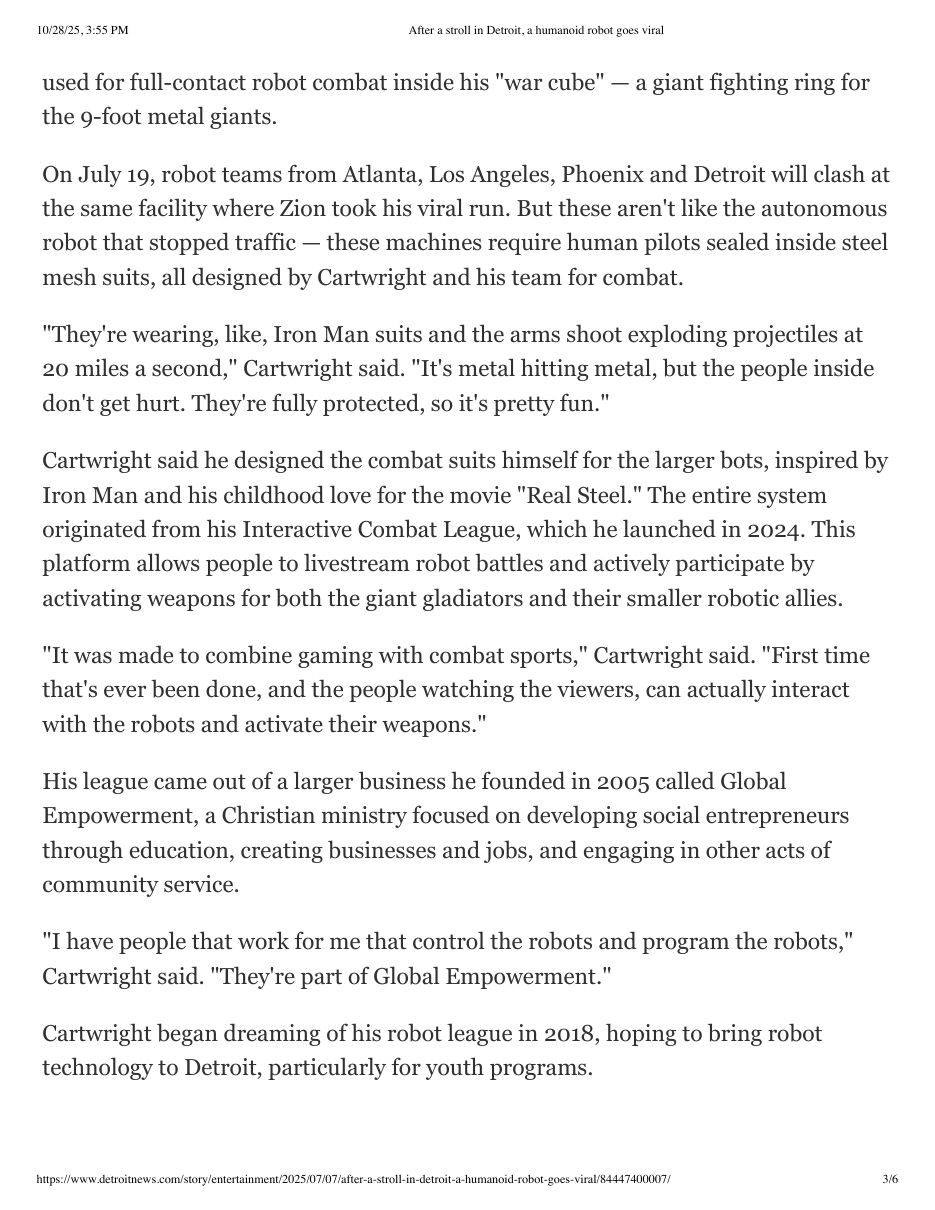 10/28/25, 3:55 PM
After a stroll in Detroit, a humanoid robot goes viral
used for full-contact robot combat inside his "war cube" — a giant fighting ring for
the 9-foot metal giants.
On July 19, robot teams from Atlanta, Los Angeles, Phoenix and Detroit will clash at
the same facility where Zion took his viral run. But these aren't like the autonomous
robot that stopped traffic — these machines require human pilots sealed inside steel
mesh suits, all designed by Cartwright and his team for combat.
"They're wearing, like, Iron Man suits and the arms shoot exploding projectiles at
20 miles a second," Cartwright said. "It's metal hitting metal, but the people inside
don't get hurt. They're fully protected, so it's pretty fun."
Cartwright said he designed the combat suits himself for the larger bots, inspired by
Iron Man and his childhood love for the movie "Real Steel." The entire system
originated from his Interactive Combat League, which he launched in 2024. This
platform allows people to livestream robot battles and actively participate by
activating weapons for both the giant gladiators and their smaller robotic allies.
"It was made to combine gaming with combat sports," Cartwright said. "First time
that's ever been done, and the people watching the viewers, can actually interact
with the robots and activate their weapons."
His league came out of a larger business he founded in 2005 called Global
Empowerment, a Christian ministry focused on developing social entrepreneurs
through education, creating businesses and jobs, and engaging in other acts of
community service.
"I have people that work for me that control the robots and program the robots,"
Cartwright said. "They're part of Global Empowerment."
Cartwright began dreaming of his robot league in 2018, hoping to bring robot
technology to Detroit, particularly for youth programs.
https://www.detroitnews.com/story/entertainment/2025/07/07/after-a-stroll-in-detroit-a-humanoid-robot-goes-viral/84447400007/
3/6